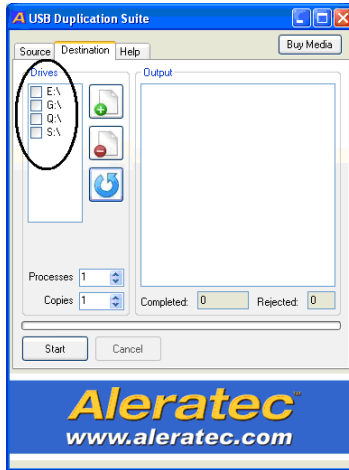 A USB Duplication Suite
Source Destination Help Buy Media
Drives Output
E:\
G:\
Q:\
S:\
Processes 1
Copies 1 Completed: 0 Rejected: 0
Start Cancel
Aleratec™
www.aleratec.com